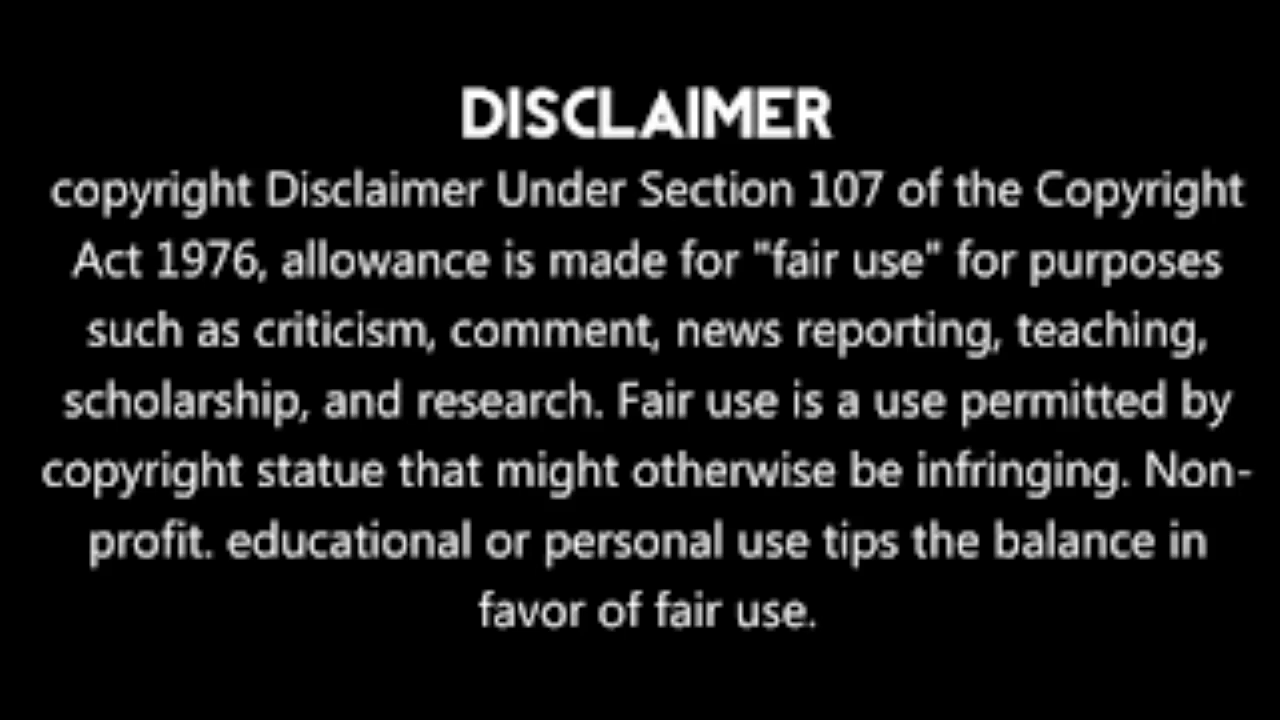 DISCLAIMER
copyright Disclaimer Under Section 107 of the Copyright
Act 1976, allowance is made for "fair use" for purposes
such as criticism, comment, news reporting, teaching,
scholarship, and research. Fair use is a use permitted by
copyright statue that might otherwise be infringing. Non-
profit. educational or personal use tips the balance in
favor of fair use.